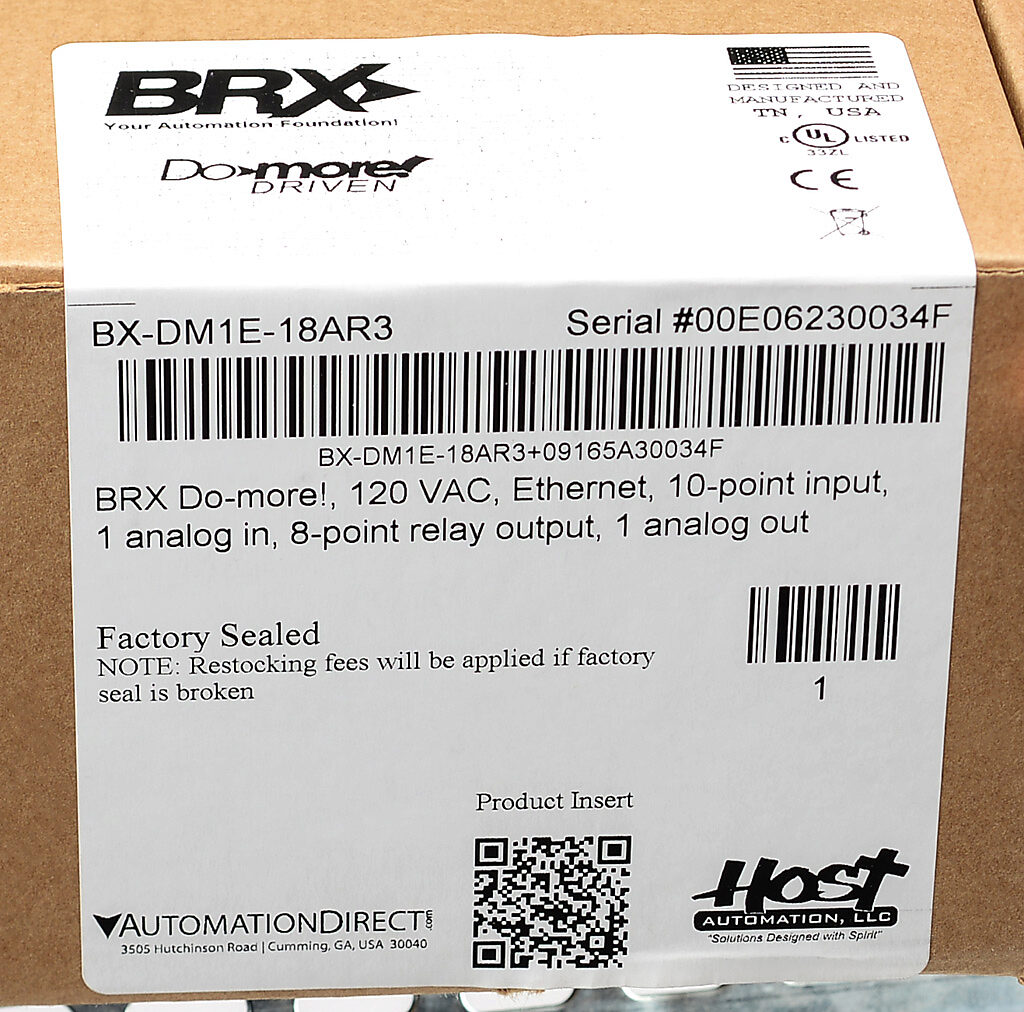 BRX
Your Automation Foundation!
Do-more!
DRIVEN
DESIGNED AND
MANUFACTURED
TN, USA
C UL LISTED
33ZL
CE
BX-DM1E-18AR3
Serial #00E06230034F
BX-DM1E-18AR3+09165A30034F
BRX Do-more!, 120 VAC, Ethernet, 10-point input,
1 analog in, 8-point relay output, 1 analog out
Factory Sealed
NOTE: Restocking fees will be applied if factory
seal is broken
1
Product Insert
AUTOMATIONDIRECT.com
3505 Hutchinson Road | Cumming, GA, USA 30040
HOST
AUTOMATION, LLC
"Solutions Designed with Spirit"